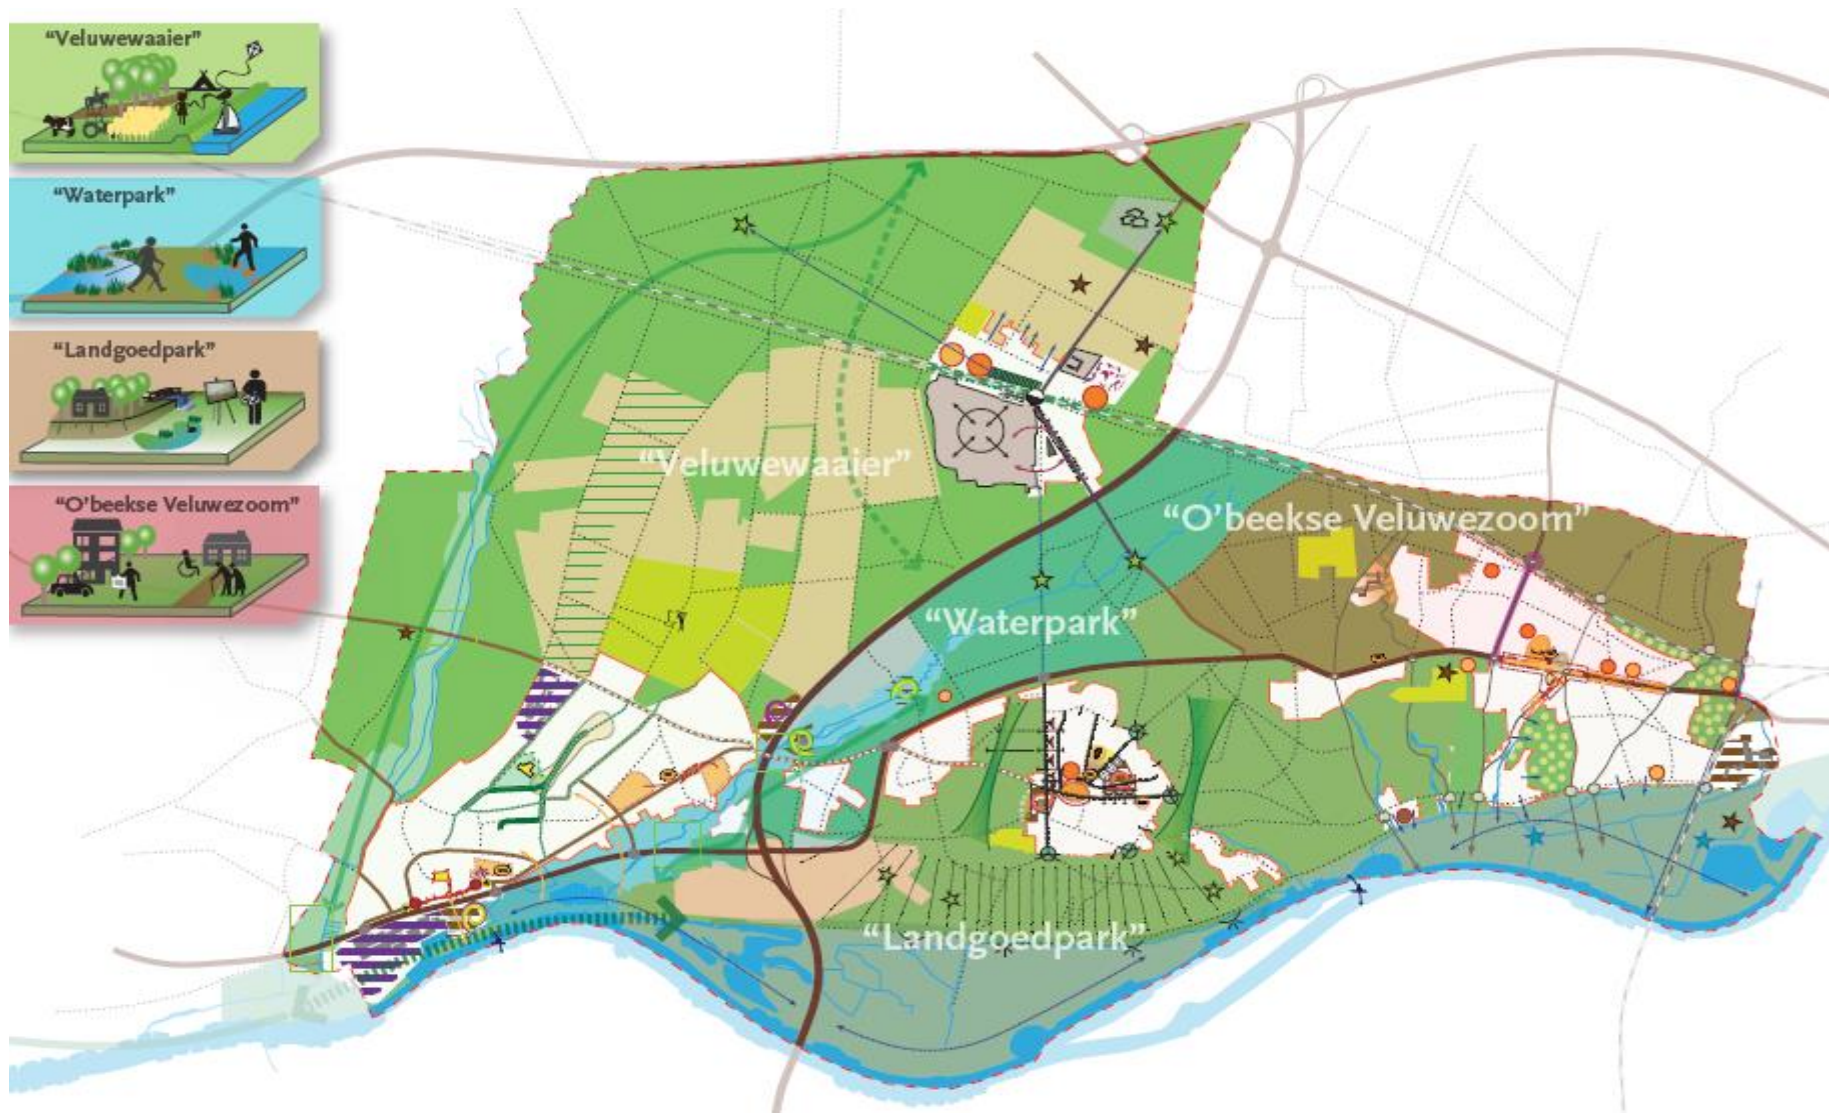 “Veluwewaaier”
“Waterpark”
“Landgoedpark”
“O’beekse Veluwezoom”
“Veluwewaaier”
“O’beekse Veluwezoom”
“Waterpark”
“Landgoedpark”